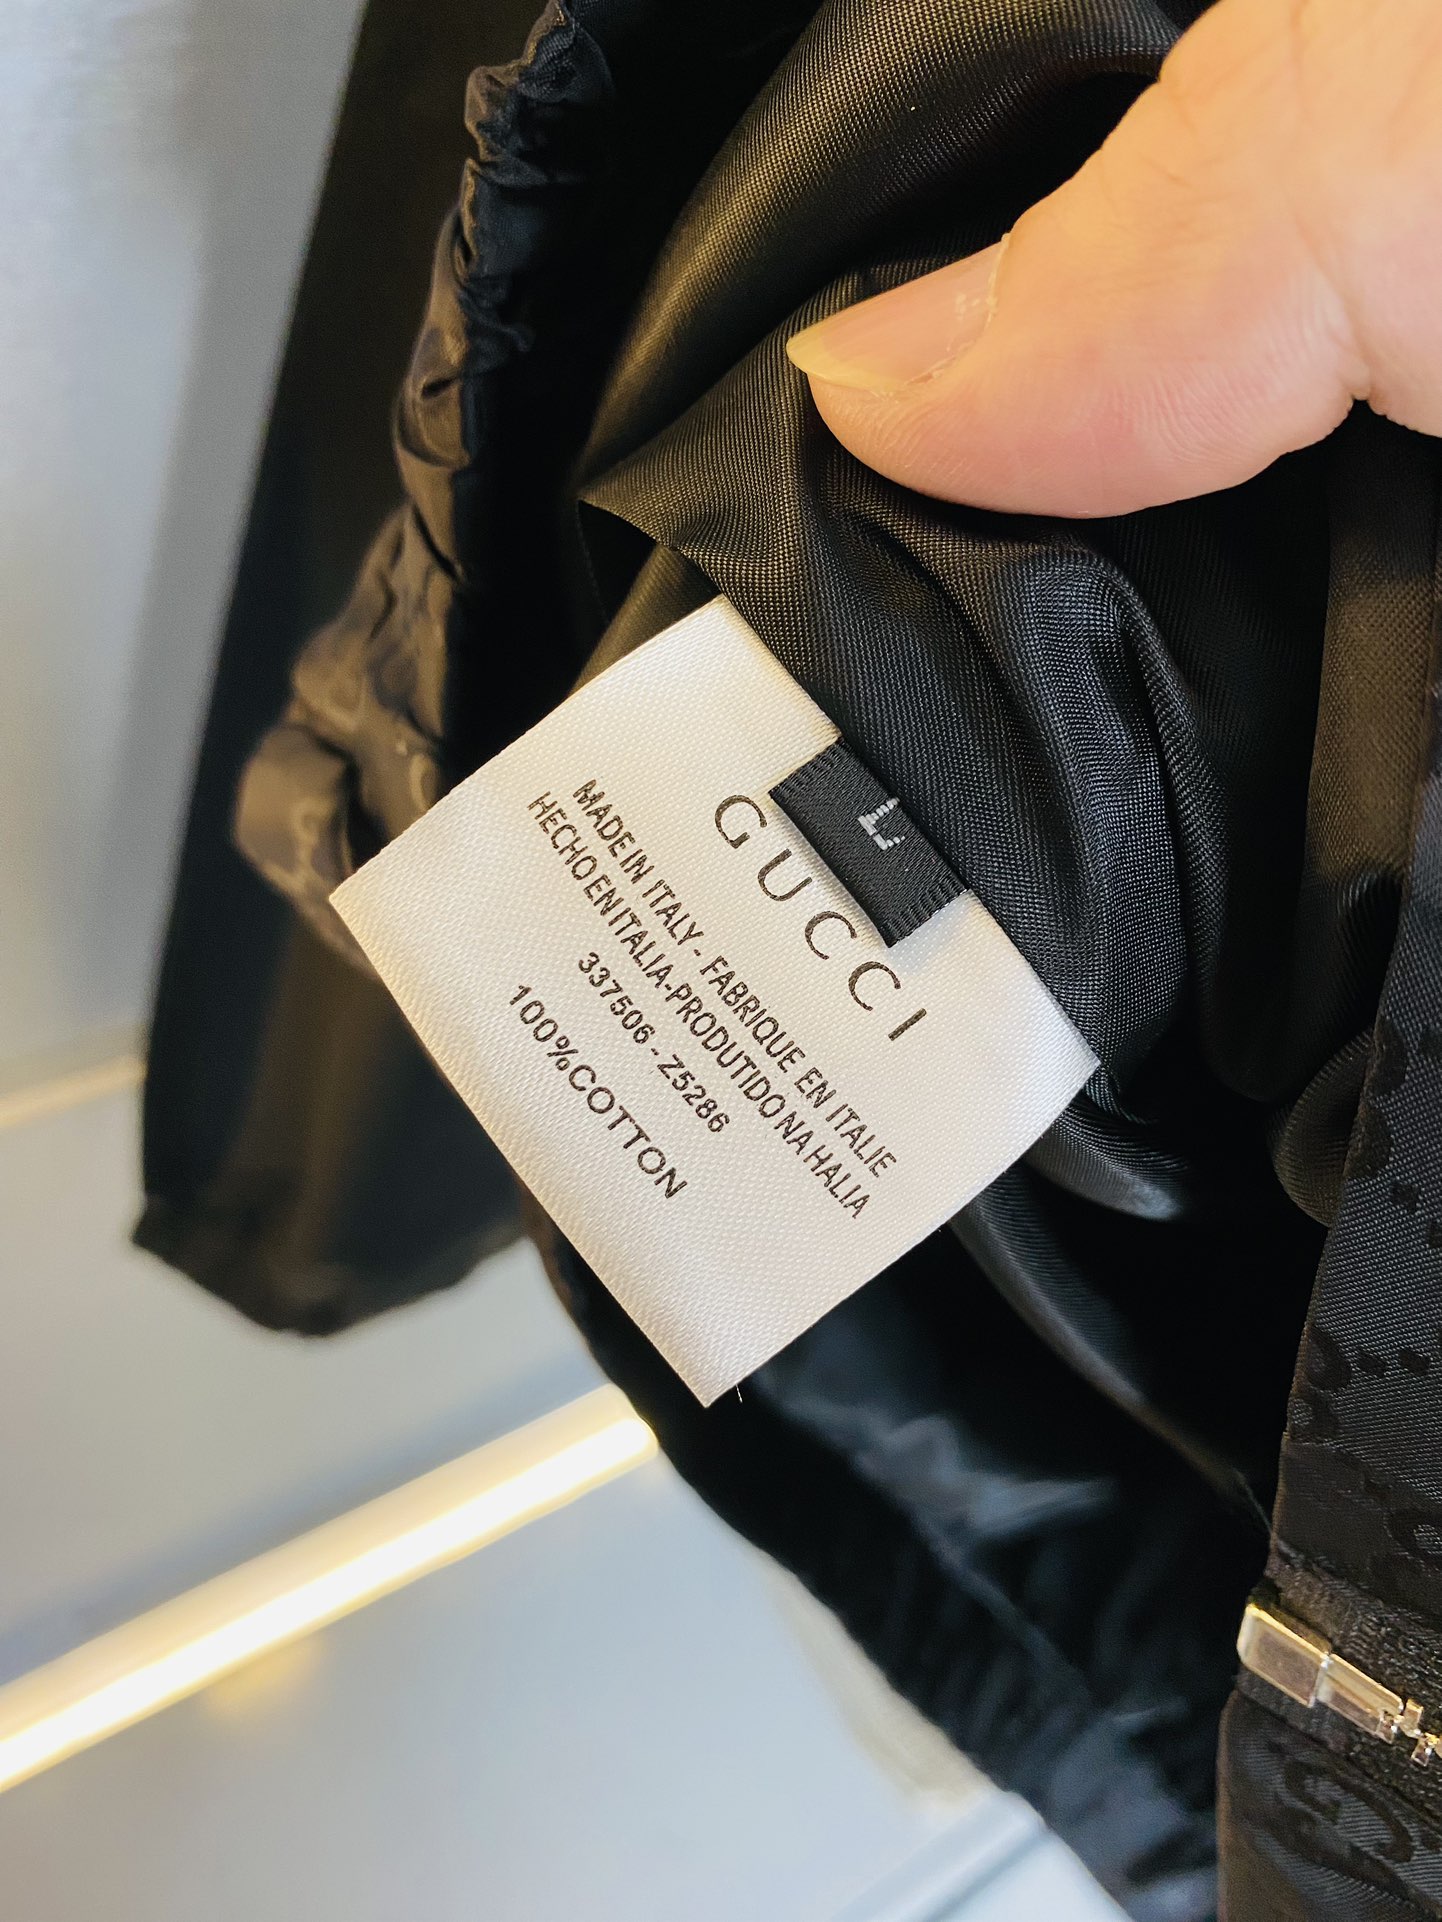 L
GUCCI
MADE IN ITALY - FABRIQUE EN ITALIE
HECHO EN ITALIA-PRODUTIDO NA HALIA
337506 - Z5286
100%COTTON